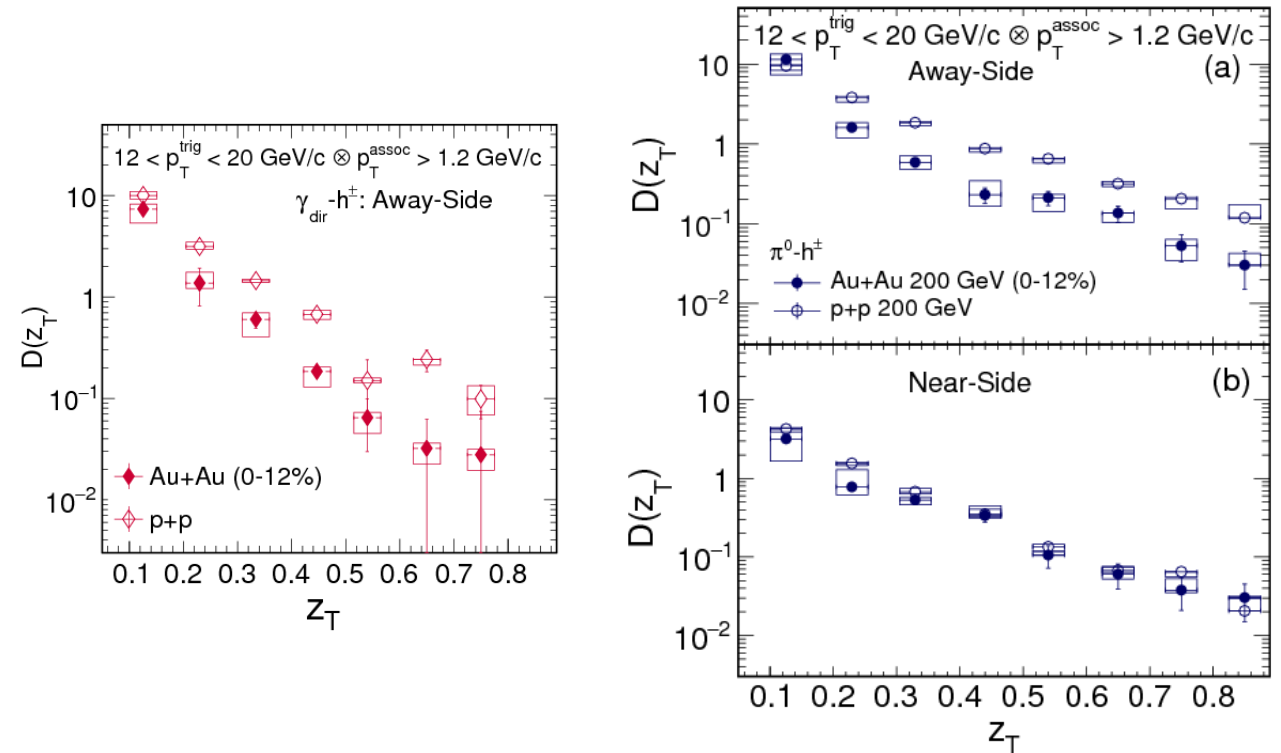 12 < p_T^trig < 20 GeV/c ⊗ p_T^assoc > 1.2 GeV/c
γ_dir-h^±: Away-Side
D(z_T)
10
1
10^-1
10^-2
Au+Au (0-12%)
p+p
0.1 0.2 0.3 0.4 0.5 0.6 0.7 0.8
z_T
12 < p_T^trig < 20 GeV/c ⊗ p_T^assoc > 1.2 GeV/c
Away-Side
(a)
D(z_T)
10
1
10^-1
10^-2
π^0-h^±
Au+Au 200 GeV (0-12%)
p+p 200 GeV
Near-Side
(b)
D(z_T)
10
1
10^-1
10^-2
0.1 0.2 0.3 0.4 0.5 0.6 0.7 0.8
z_T